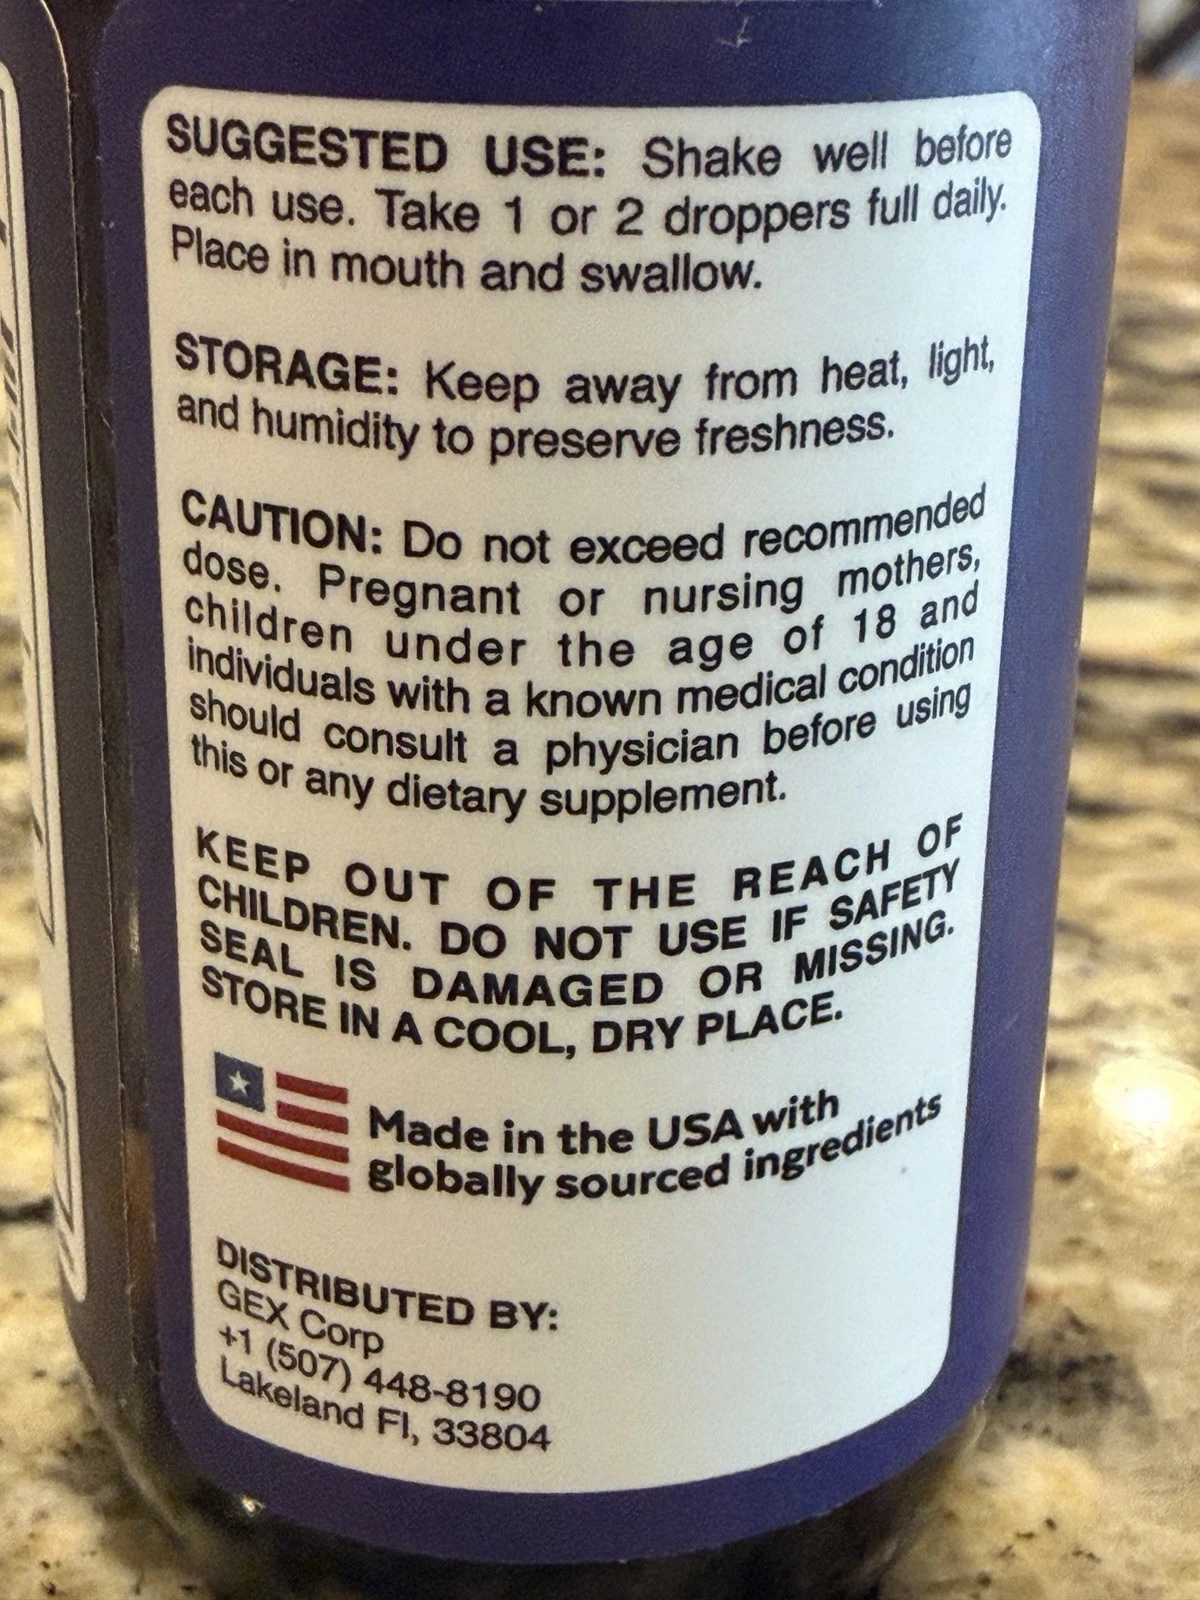 SUGGESTED USE: Shake well before
each use. Take 1 or 2 droppers full daily.
Place in mouth and swallow.
STORAGE: Keep away from heat, light,
and humidity to preserve freshness.
CAUTION: Do not exceed recommended
dose. Pregnant or nursing mothers,
children under the age of 18 and
individuals with a known medical condition
should consult a physician before using
this or any dietary supplement.
KEEP OUT OF THE REACH OF
CHILDREN. DO NOT USE IF SAFETY
SEAL IS DAMAGED OR MISSING.
STORE IN A COOL, DRY PLACE.
Made in the USA with
globally sourced ingredients
DISTRIBUTED BY:
GEX Corp
+1 (507) 448-8190
Lakeland Fl, 33804